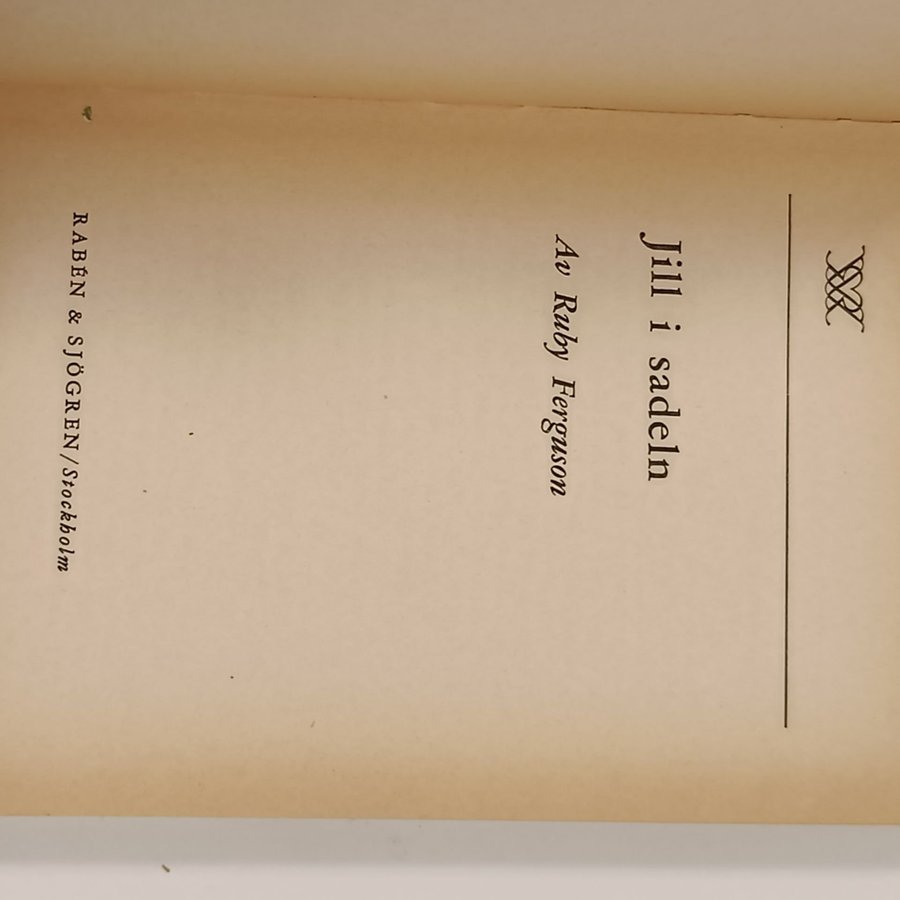 Jill i sadeln
Av Ruby Ferguson
RABÉN & SJÖGREN/Stockholm